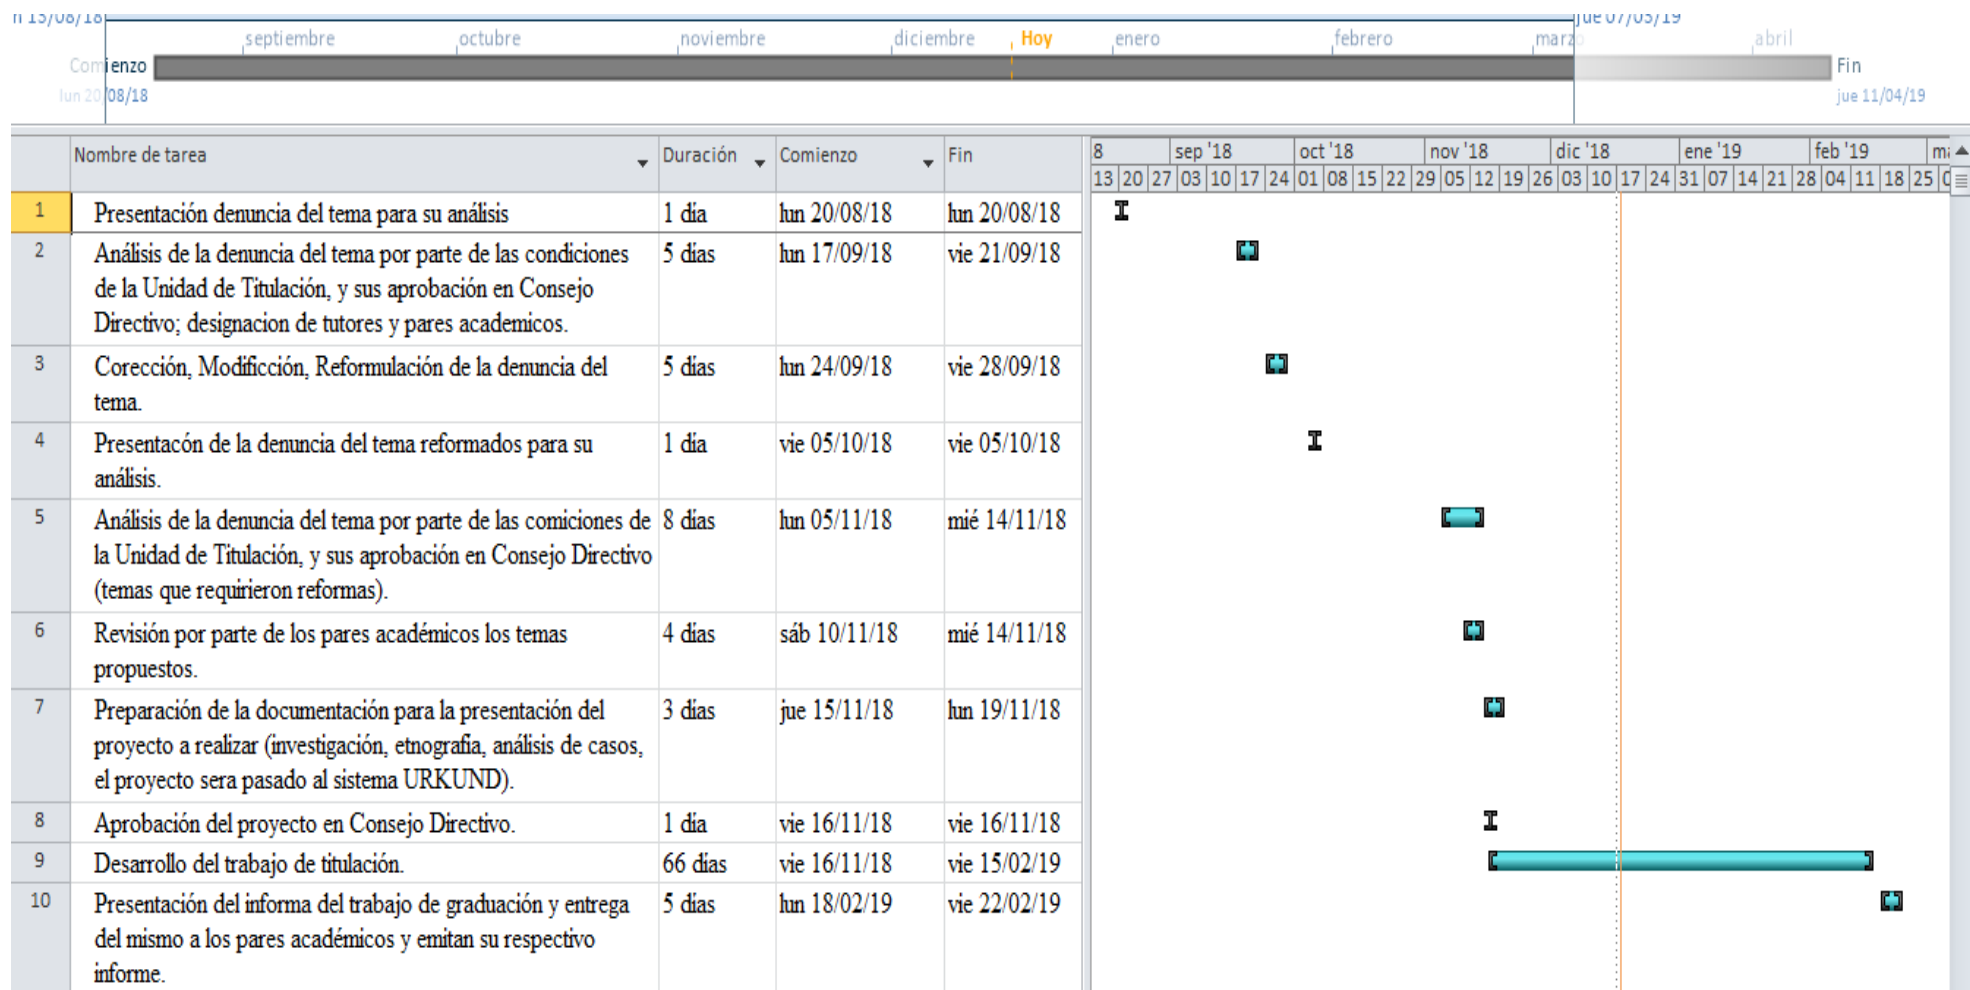 n 13/08/18 jue 07/03/19
septiembre octubre noviembre diciembre Hoy enero febrero marzo abril
Comienzo Fin
lun 20/08/18 jue 11/04/19
Nombre de tarea Duración Comienzo Fin
8 sep '18 oct '18 nov '18 dic '18 ene '19 feb '19 ma
13 20 27 03 10 17 24 01 08 15 22 29 05 12 19 26 03 10 17 24 31 07 14 21 28 04 11 18 25 0
1 Presentación denuncia del tema para su análisis 1 día lun 20/08/18 lun 20/08/18
2 Análisis de la denuncia del tema por parte de las condiciones 5 días lun 17/09/18 vie 21/09/18
de la Unidad de Titulación, y sus aprobación en Consejo
Directivo; designacion de tutores y pares academicos.
3 Corección, Modificción, Reformulación de la denuncia del 5 días lun 24/09/18 vie 28/09/18
tema.
4 Presentacón de la denuncia del tema reformados para su 1 día vie 05/10/18 vie 05/10/18
análisis.
5 Análisis de la denuncia del tema por parte de las comiciones de 8 días lun 05/11/18 mié 14/11/18
la Unidad de Titulación, y sus aprobación en Consejo Directivo
(temas que requirieron reformas).
6 Revisión por parte de los pares académicos los temas 4 días sáb 10/11/18 mié 14/11/18
propuestos.
7 Preparación de la documentación para la presentación del 3 días jue 15/11/18 lun 19/11/18
proyecto a realizar (investigación, etnografía, análisis de casos,
el proyecto sera pasado al sistema URKUND).
8 Aprobación del proyecto en Consejo Directivo. 1 día vie 16/11/18 vie 16/11/18
9 Desarrollo del trabajo de titulación. 66 días vie 16/11/18 vie 15/02/19
10 Presentación del informa del trabajo de graduación y entrega 5 días lun 18/02/19 vie 22/02/19
del mismo a los pares académicos y emitan su respectivo
informe.